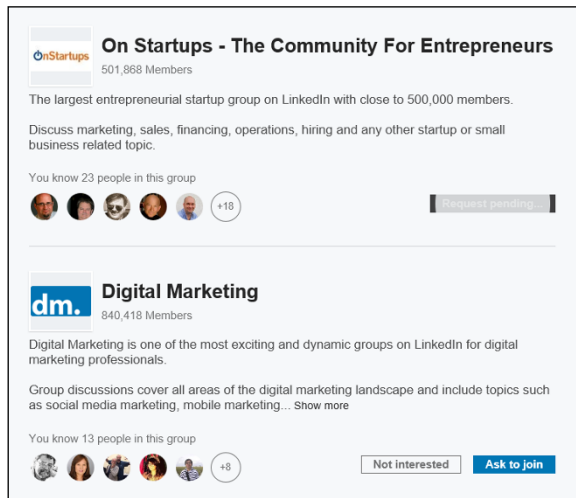 OnStartups
On Startups - The Community For Entrepreneurs
501,868 Members
The largest entrepreneurial startup group on LinkedIn with close to 500,000 members.
Discuss marketing, sales, financing, operations, hiring and any other startup or small
business related topic.
You know 23 people in this group
+18
Request pending...
dm.
Digital Marketing
840,418 Members
Digital Marketing is one of the most exciting and dynamic groups on LinkedIn for digital
marketing professionals.
Group discussions cover all areas of the digital marketing landscape and include topics such
as social media marketing, mobile marketing... Show more
You know 13 people in this group
+8
Not interested
Ask to join